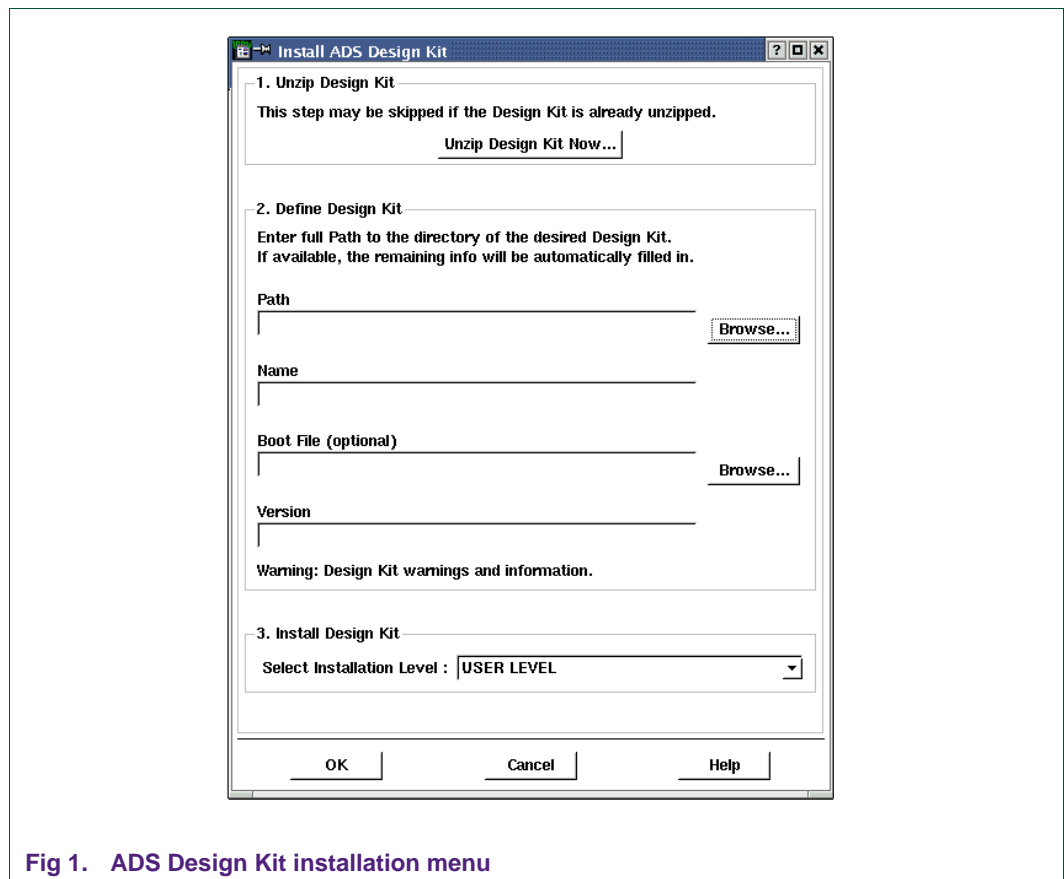 Install ADS Design Kit
1. Unzip Design Kit
This step may be skipped if the Design Kit is already unzipped.
Unzip Design Kit Now...
2. Define Design Kit
Enter full Path to the directory of the desired Design Kit.
If available, the remaining info will be automatically filled in.
Path
Browse...
Name
Boot File (optional)
Browse...
Version
Warning: Design Kit warnings and information.
3. Install Design Kit
Select Installation Level : USER LEVEL
OK Cancel Help
Fig 1. ADS Design Kit installation menu